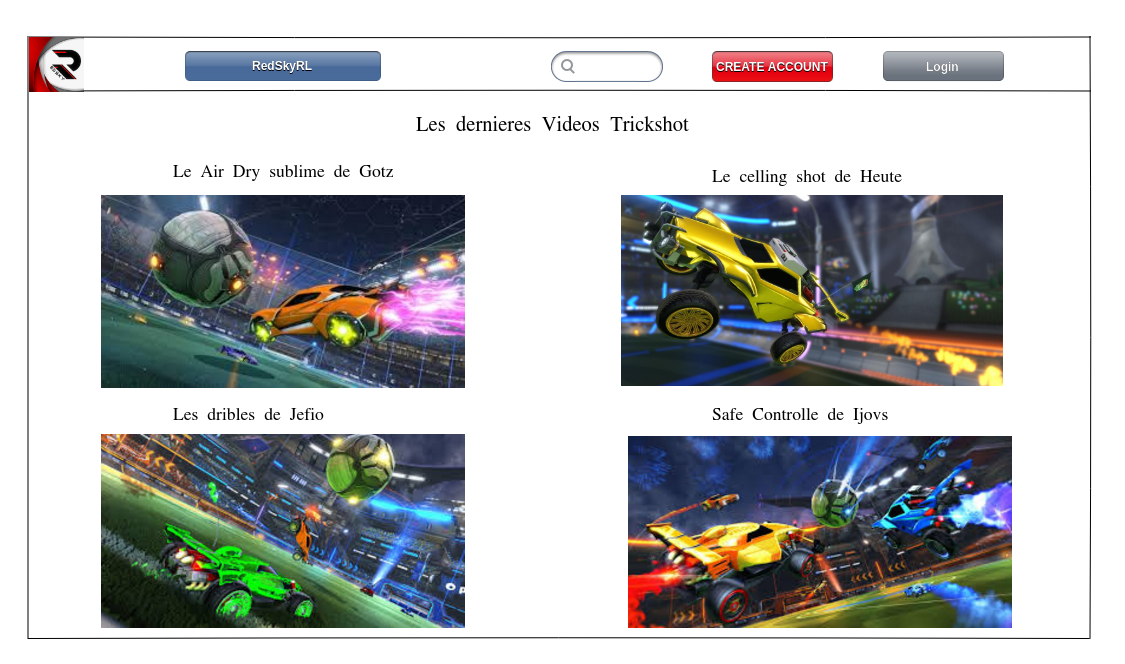 RedSkyRL
CREATE ACCOUNT
Login
Les dernieres Videos Trickshot
Le Air Dry sublime de Gotz
Le celling shot de Heute
Les dribles de Jefio
Safe Controlle de Ijovs